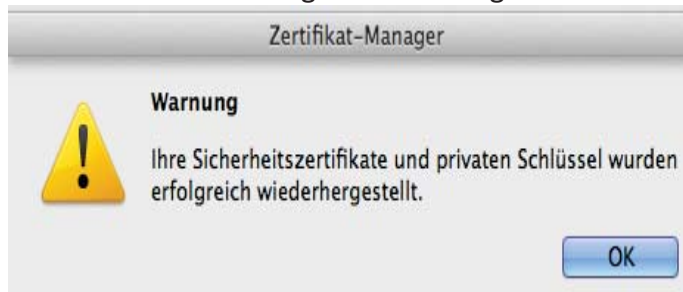 Zertifikat-Manager
Warnung
Ihre Sicherheitszertifikate und privaten Schlüssel wurden
erfolgreich wiederhergestellt.
OK